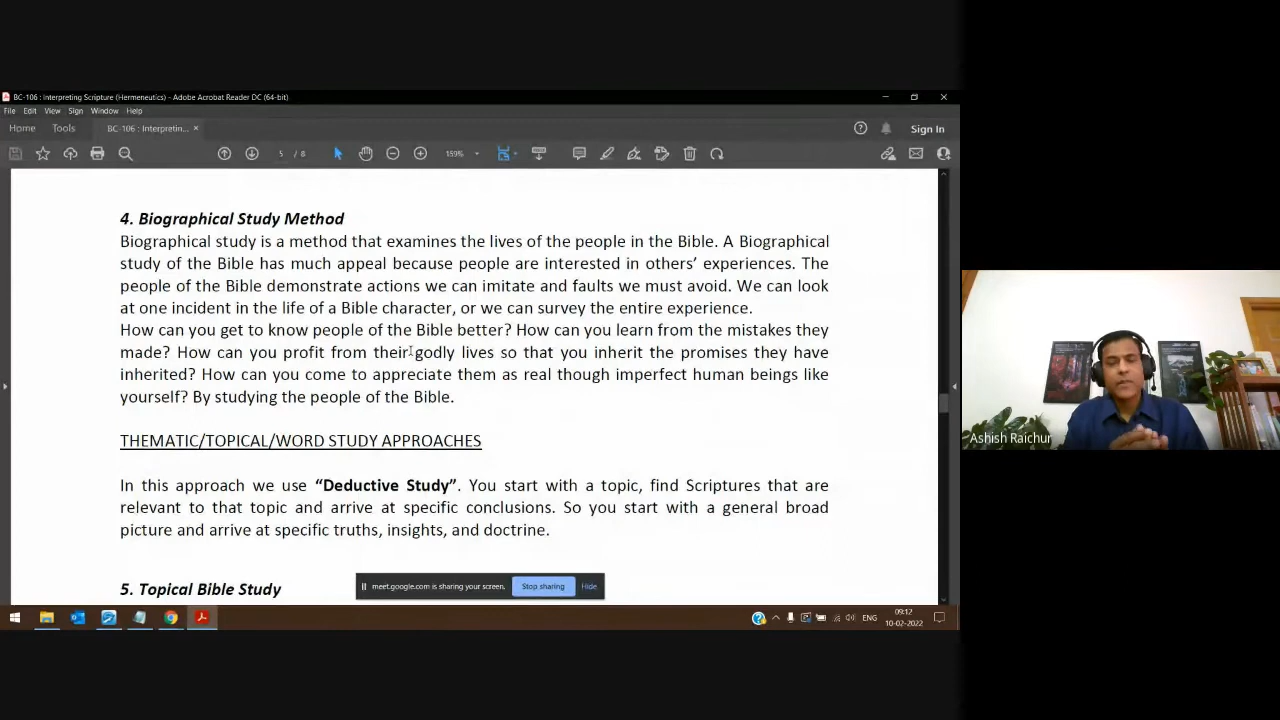 BC-106 : Interpreting Scripture (Hermeneutics) - Adobe Acrobat Reader DC (64-bit)
File Edit View Sign Window Help
Home Tools BC-106 : Interpretin... × Sign In
5 / 8 159%
4. Biographical Study Method
Biographical study is a method that examines the lives of the people in the Bible. A Biographical
study of the Bible has much appeal because people are interested in others’ experiences. The
people of the Bible demonstrate actions we can imitate and faults we must avoid. We can look
at one incident in the life of a Bible character, or we can survey the entire experience.
How can you get to know people of the Bible better? How can you learn from the mistakes they
made? How can you profit from their godly lives so that you inherit the promises they have
inherited? How can you come to appreciate them as real though imperfect human beings like
yourself? By studying the people of the Bible.
THEMATIC/TOPICAL/WORD STUDY APPROACHES
In this approach we use “Deductive Study”. You start with a topic, find Scriptures that are
relevant to that topic and arrive at specific conclusions. So you start with a general broad
picture and arrive at specific truths, insights, and doctrine.
5. Topical Bible Study
meet.google.com is sharing your screen. Stop sharing Hide
ENG
09:12
10-02-2022
Ashish Raichur